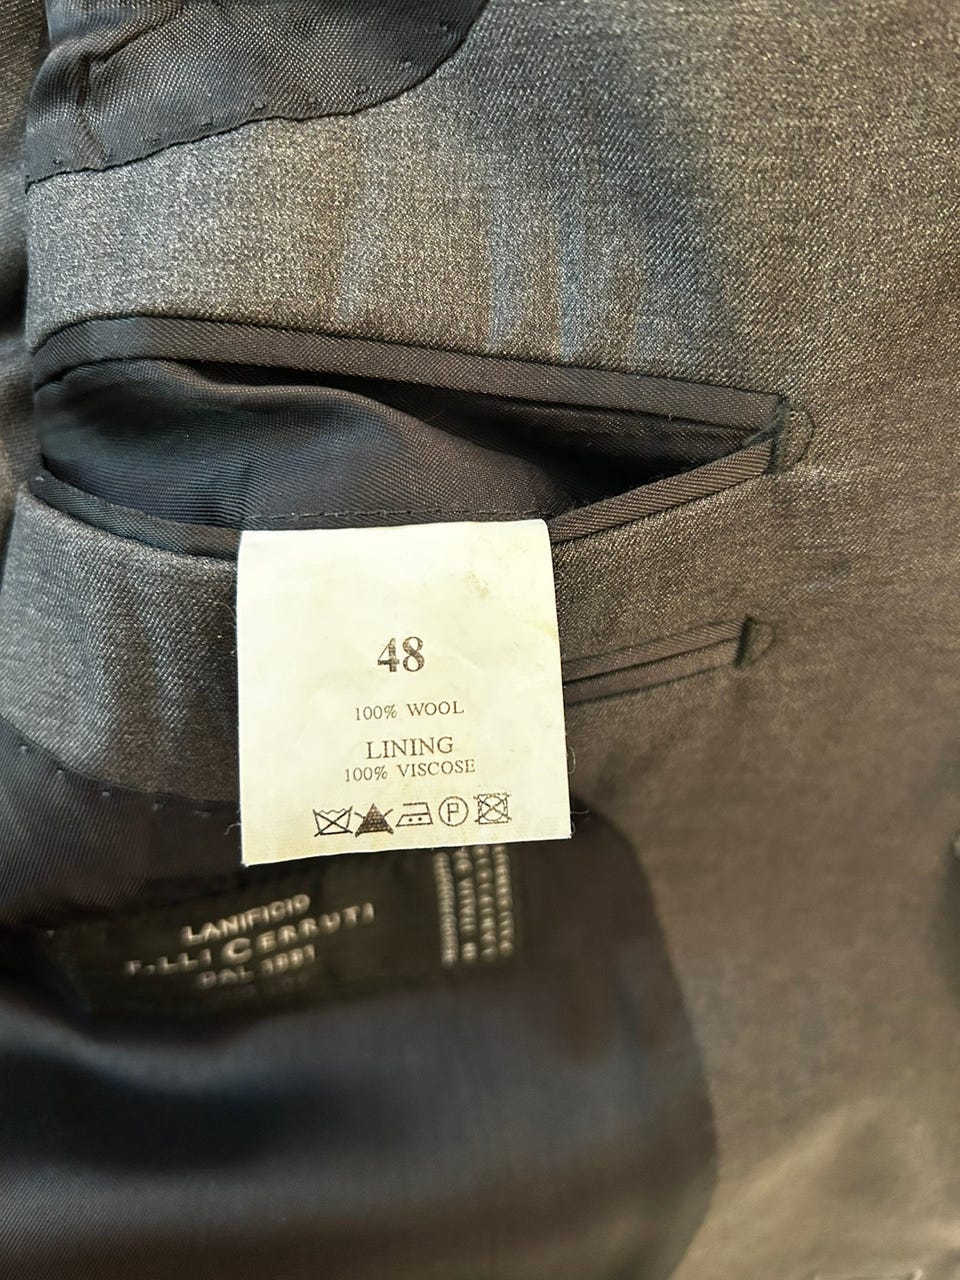 48
100% WOOL
LINING
100% VISCOSE
P
LANIFICIO
F.LLI CERRUTI
DAL 1881